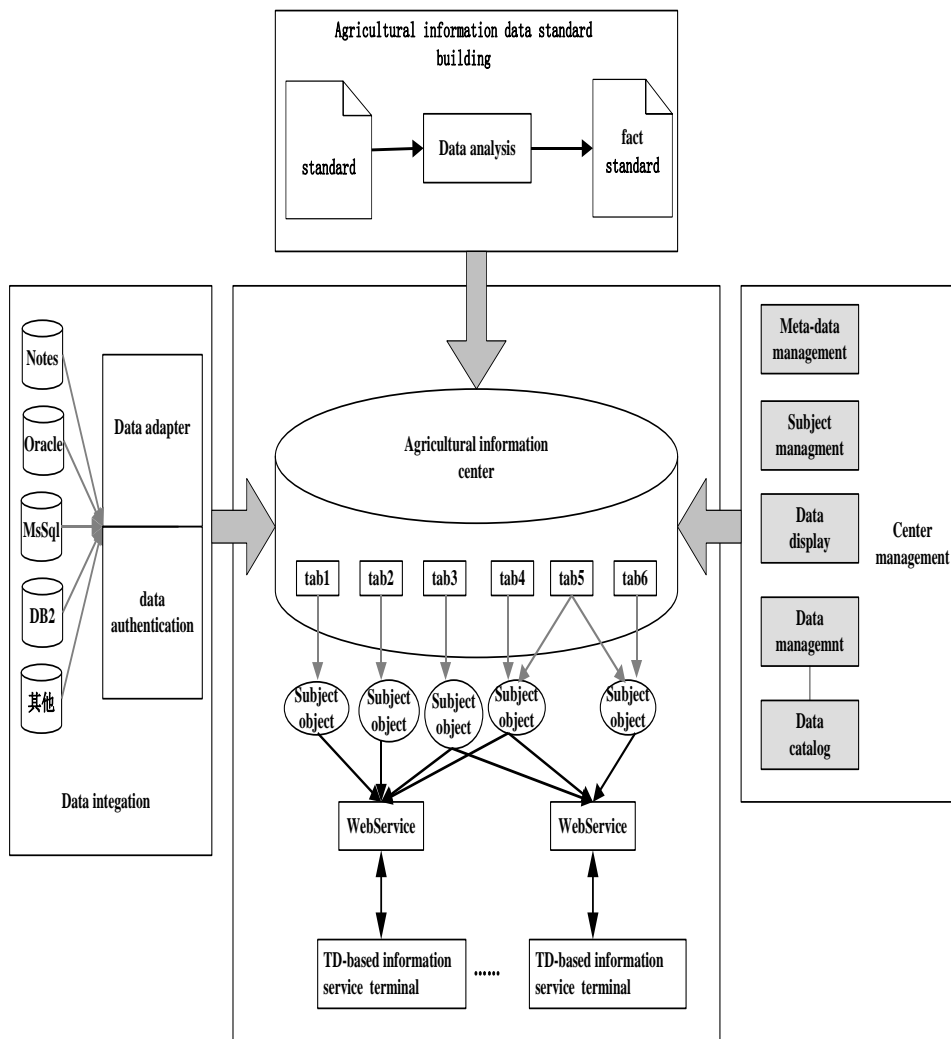 Agricultural information data standard
building
standard
Data analysis
fact
standard
Notes
Oracle
MsSql
DB2
其他
Data adapter
data
authentication
Data integation
Agricultural information
center
tab1
tab2
tab3
tab4
tab5
tab6
Subject
object
Subject
object
Subject
object
Subject
object
Subject
object
WebService
WebService
TD-based information
service terminal
......
TD-based information
service terminal
Meta-data
management
Subject
managment
Data
display
Data
managemnt
Data
catalog
Center
management